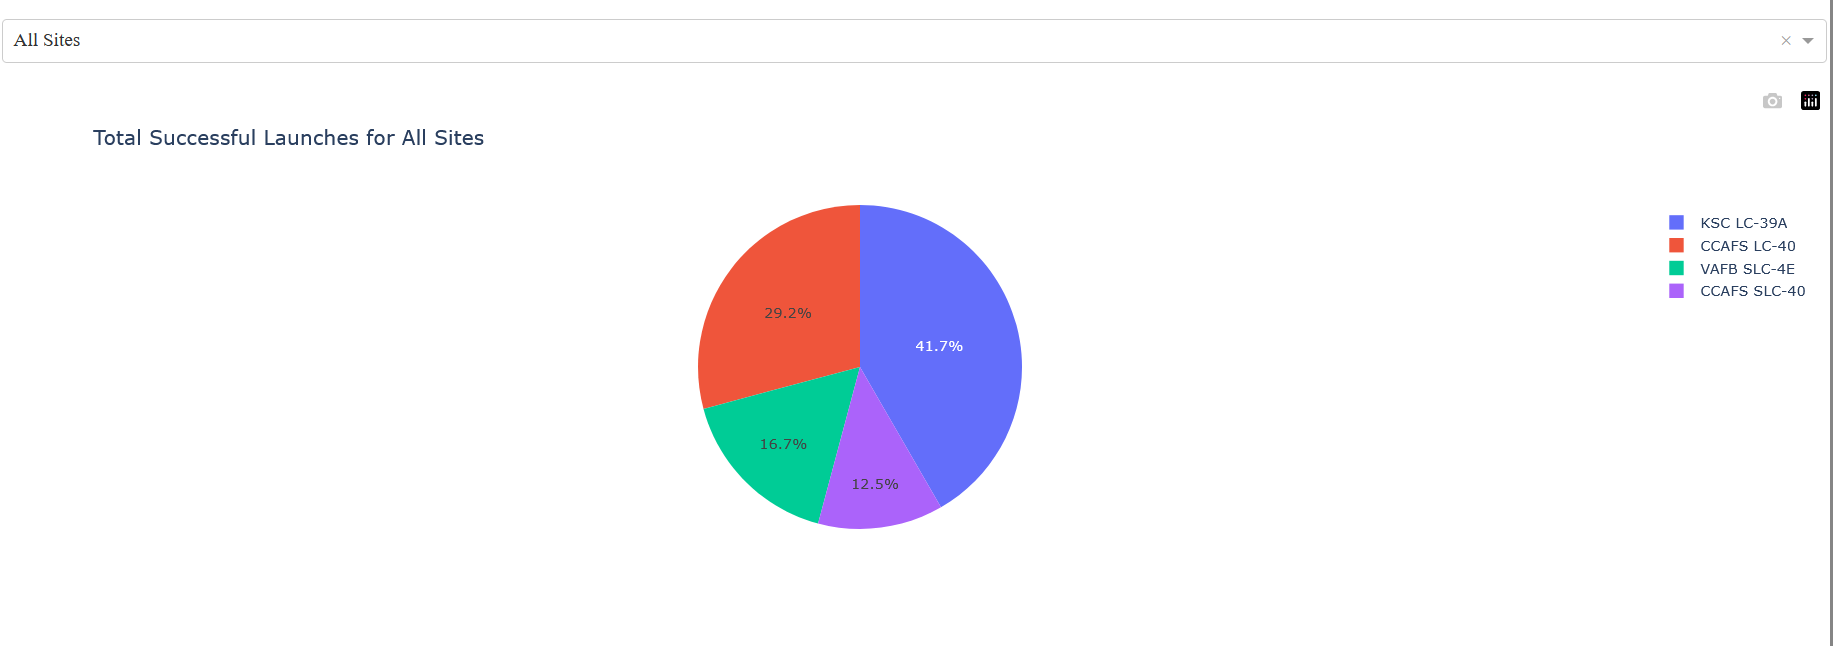 All Sites
Total Successful Launches for All Sites
KSC LC-39A
CCAFS LC-40
VAFB SLC-4E
CCAFS SLC-40
29.2%
41.7%
16.7%
12.5%